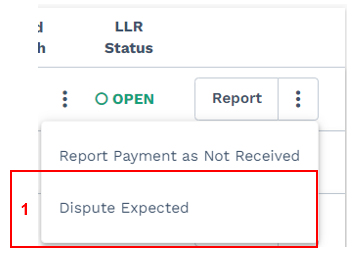 d
h
LLR
Status
OPEN
Report
Report Payment as Not Received
1
Dispute Expected